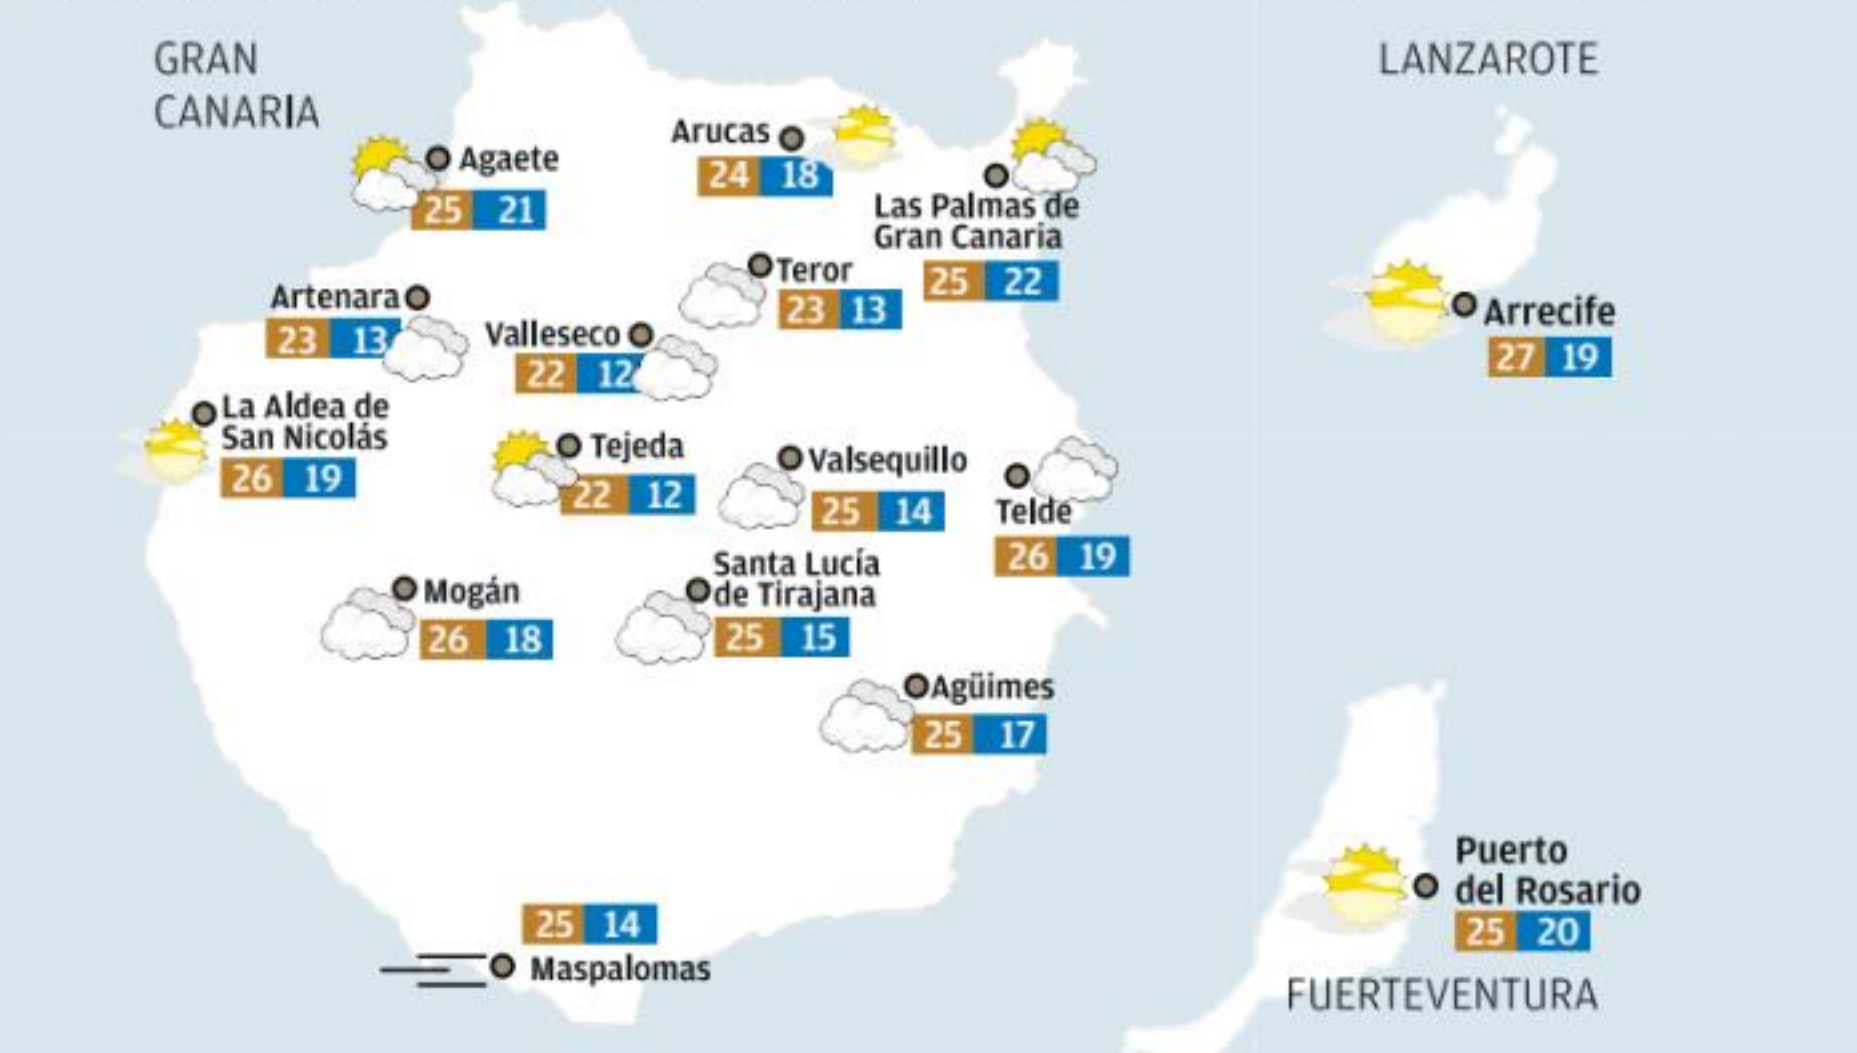 GRAN
CANARIA
LANZAROTE
Agaete
25 21
Arucas
24 18
Las Palmas de
Gran Canaria
25 22
Teror
23 13
Artenara
23 13
Valleseco
22 12
Arrecife
27 19
La Aldea de
San Nicolás
26 19
Tejeda
22 12
Valsequillo
25 14
Telde
26 19
Mogán
26 18
Santa Lucía
de Tirajana
25 15
Agüimes
25 17
25 14
Maspalomas
Puerto
del Rosario
25 20
FUERTEVENTURA